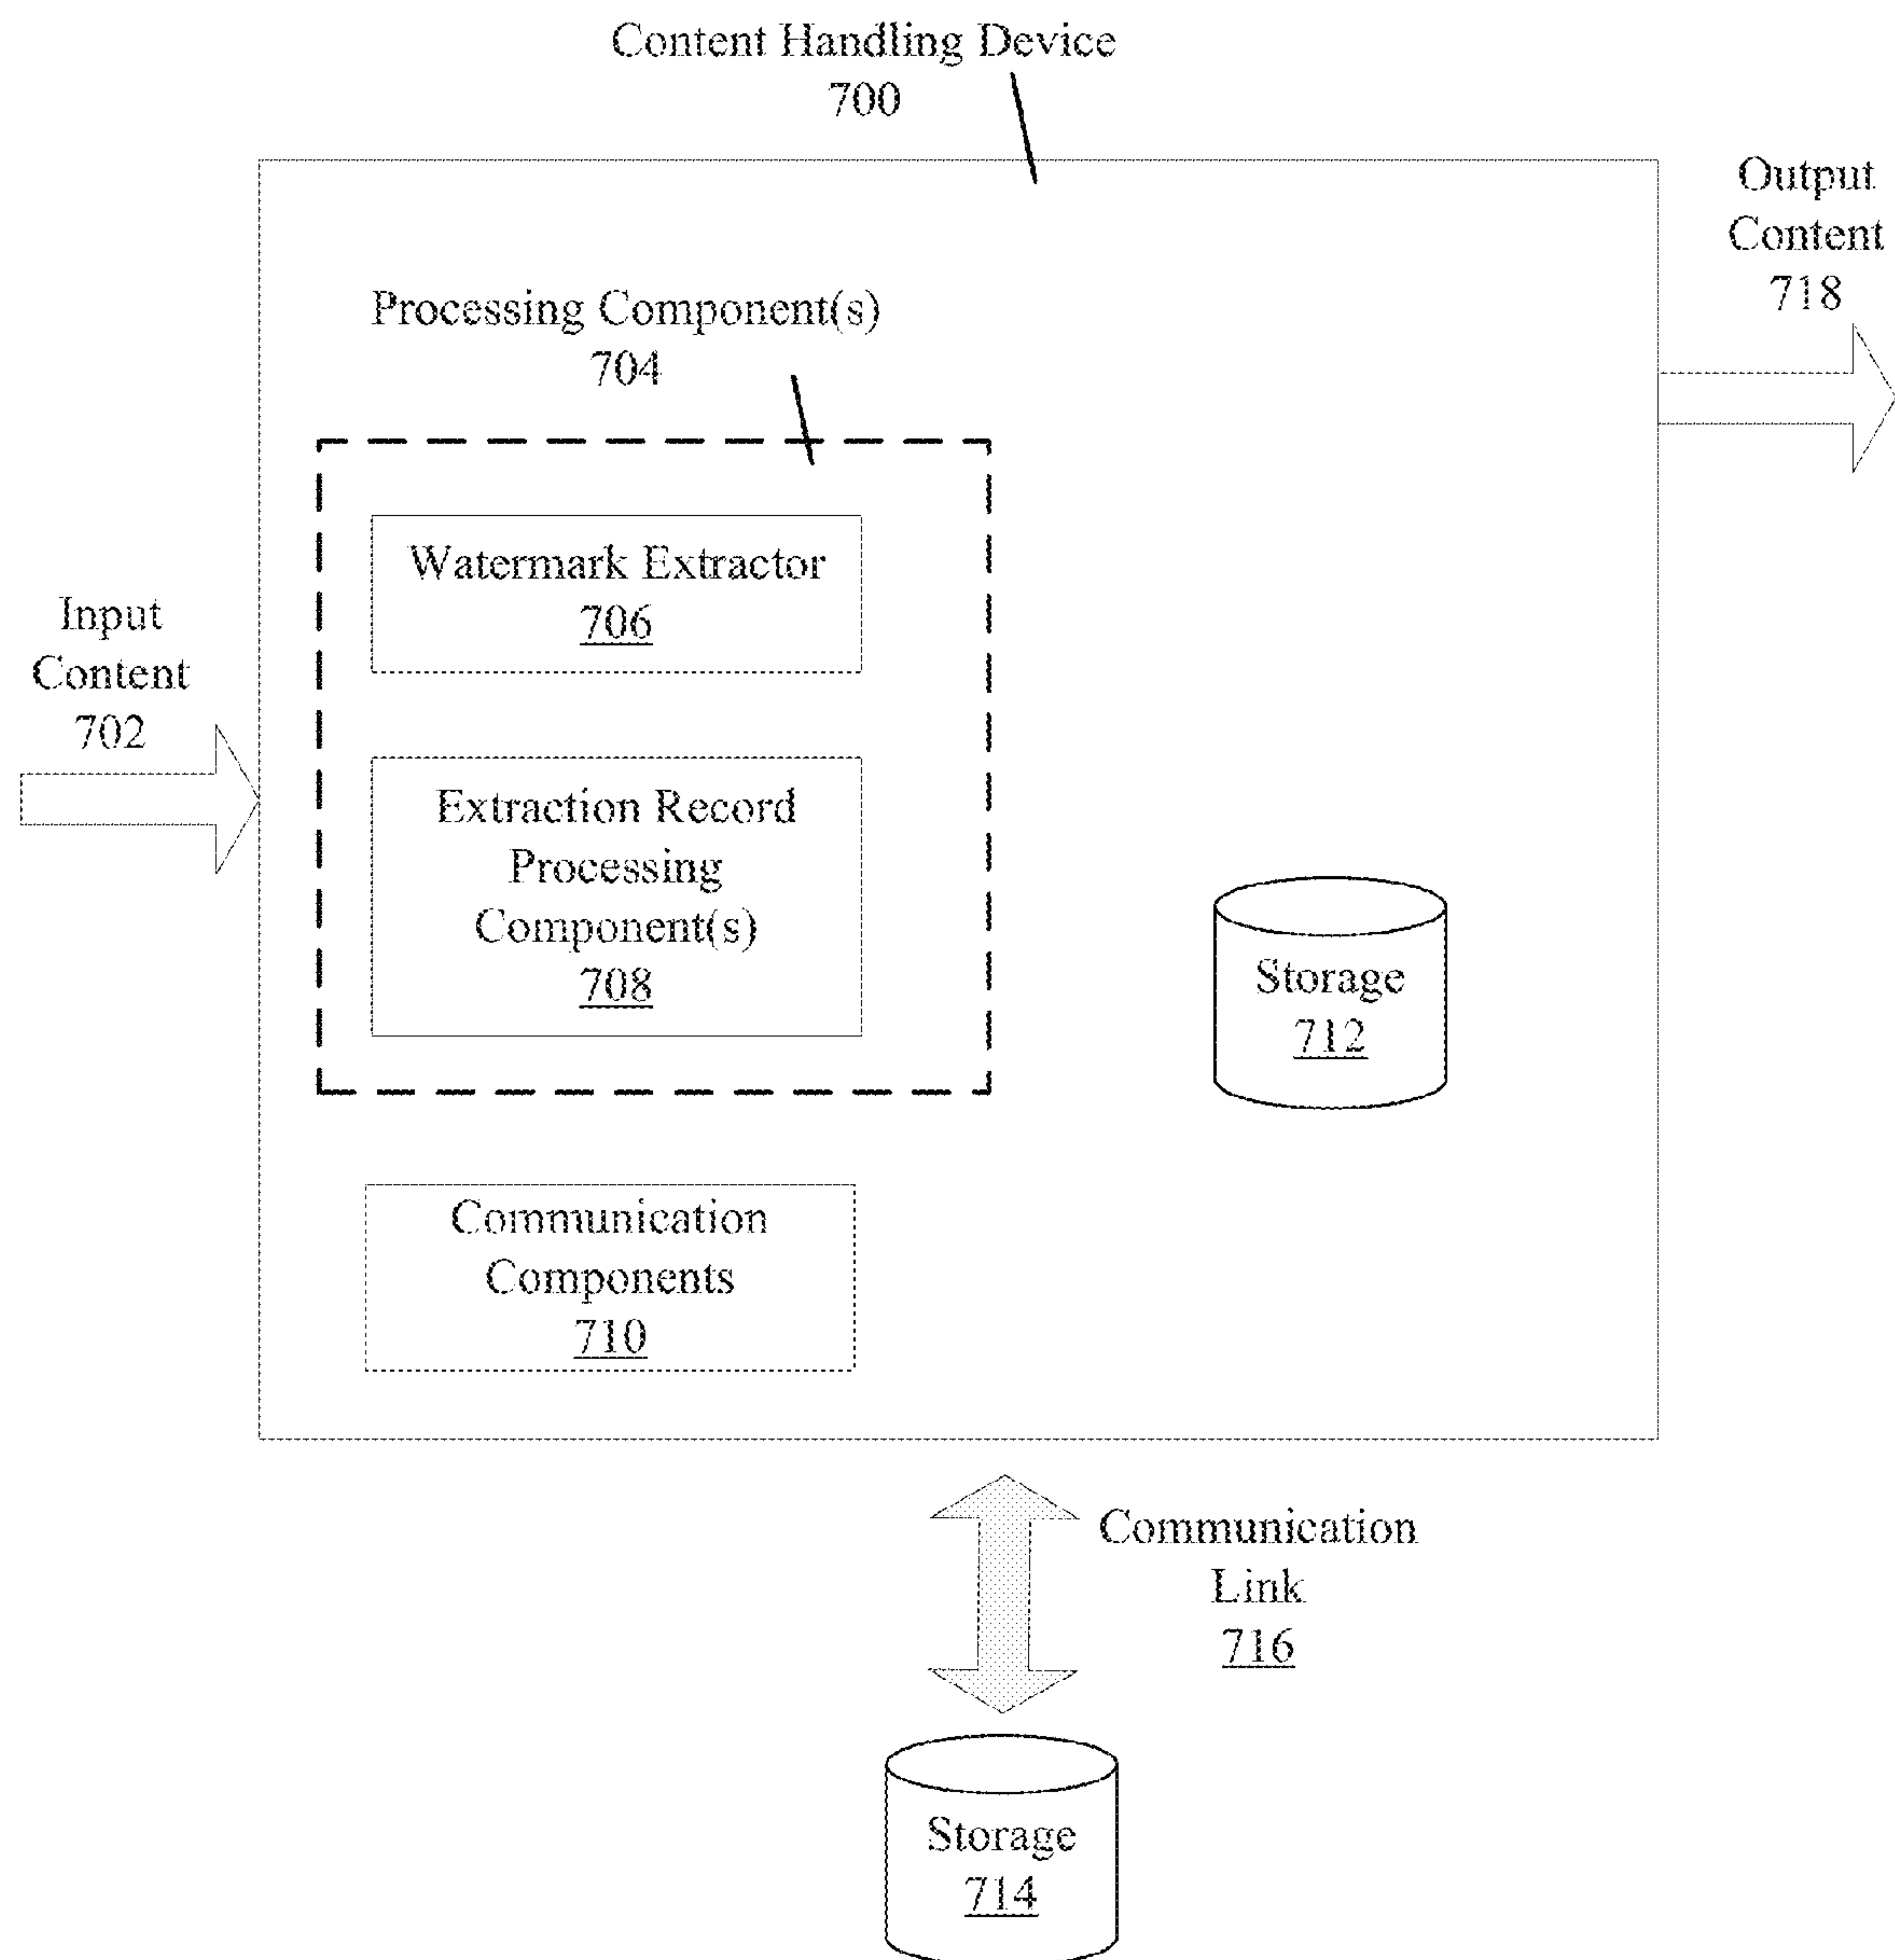 Content Handling Device
700
Output
Content
718
Processing Component(s)
704
Watermark Extractor
706
Input
Content
702
Extraction Record
Processing
Component(s)
708
Storage
712
Communication
Components
710
Communication
Link
716
Storage
714